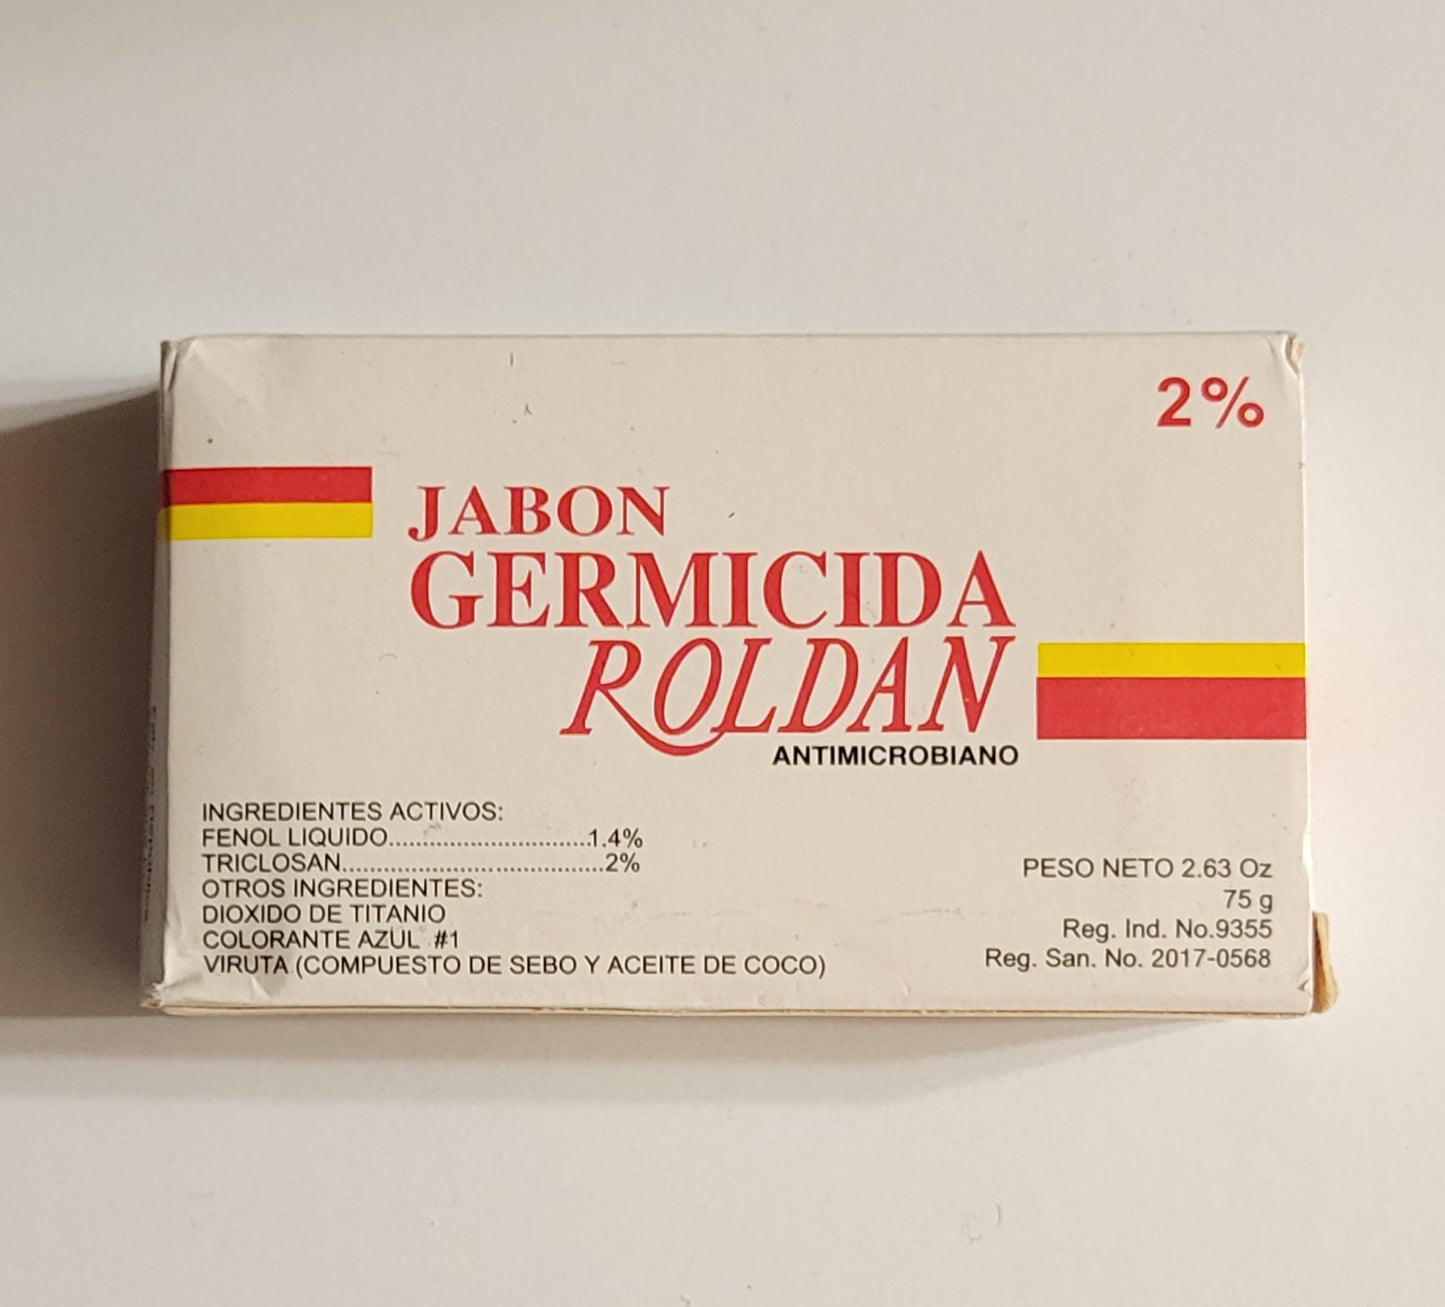 2%
JABON
GERMICIDA
ROLDAN
ANTIMICROBIANO
INGREDIENTES ACTIVOS:
FENOL LIQUIDO..............................1.4%
TRICLOSAN.......................................2%
OTROS INGREDIENTES:
DIOXIDO DE TITANIO
COLORANTE AZUL #1
VIRUTA (COMPUESTO DE SEBO Y ACEITE DE COCO)
PESO NETO 2.63 Oz
75 g
Reg. Ind. No.9355
Reg. San. No. 2017-0568